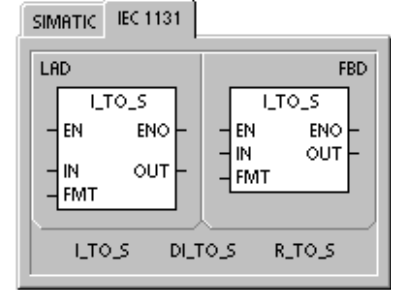 SIMATIC IEC 1131
LAD FBD
I_TO_S I_TO_S
EN ENO EN ENO
IN OUT IN OUT
FMT FMT
I_TO_S DI_TO_S R_TO_S